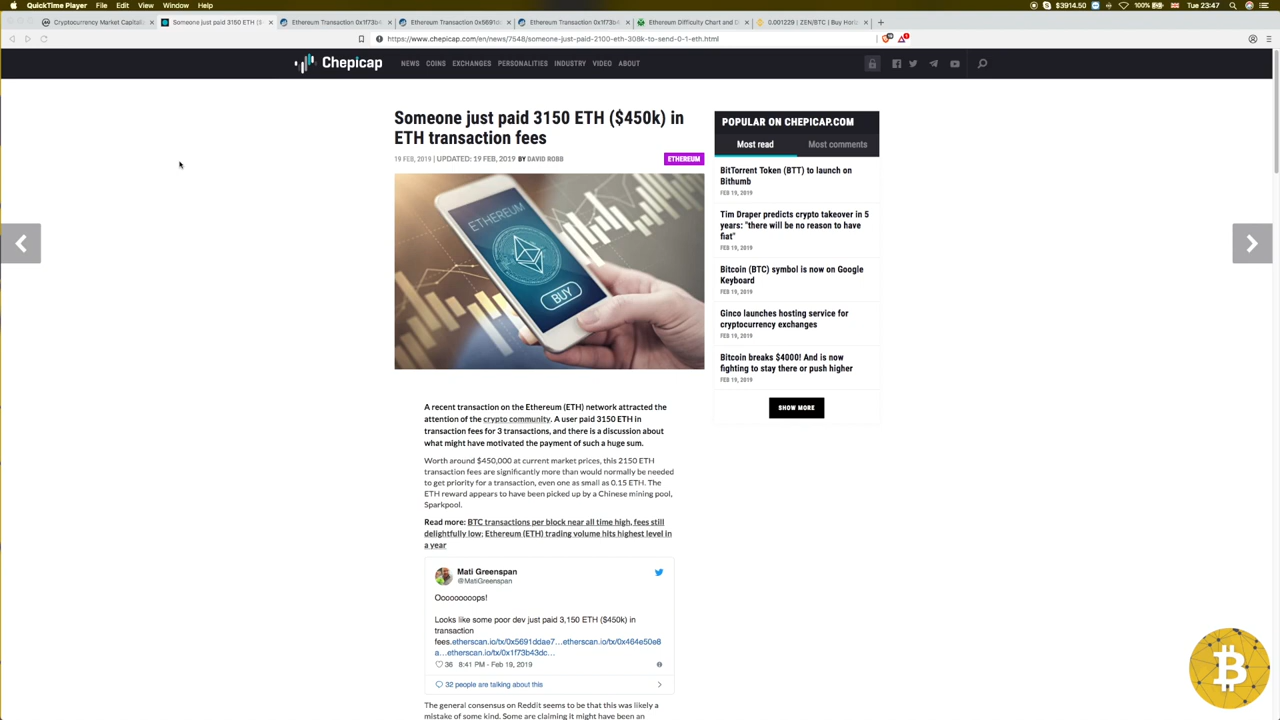 QuickTime Player File Edit View Window Help
$3914.50 100% Tue 23:47
Cryptocurrency Market Capitali
Someone just paid 3150 ETH ($
Ethereum Transaction 0x1f73b4
Ethereum Transaction 0x5691d
Ethereum Transaction 0x1f73b4
Ethereum Difficulty Chart and D
0.001229 | ZEN/BTC | Buy Hori
https://www.chepicap.com/en/news/7548/someone-just-paid-2100-eth-308k-to-send-0-1-eth.html
Chepicap
NEWS COINS EXCHANGES PERSONALITIES INDUSTRY VIDEO ABOUT
Someone just paid 3150 ETH ($450k) in
ETH transaction fees
19 FEB, 2019 | UPDATED: 19 FEB, 2019 BY DAVID ROBB
ETHEREUM
ETHEREUM
BUY
A recent transaction on the Ethereum (ETH) network attracted the
attention of the crypto community. A user paid 3150 ETH in
transaction fees for 3 transactions, and there is a discussion about
what might have motivated the payment of such a huge sum.
Worth around $450,000 at current market prices, this 2150 ETH
transaction fees are significantly more than would normally be needed
to get priority for a transaction, even one as small as 0.15 ETH. The
ETH reward appears to have been picked up by a Chinese mining pool,
Sparkpool.
Read more: BTC transactions per block near all time high, fees still
delightfully low; Ethereum (ETH) trading volume hits highest level in
a year
Mati Greenspan
@MatiGreenspan
Ooooooooops!
Looks like some poor dev just paid 3,150 ETH ($450k) in
transaction
fees.etherscan.io/tx/0x5691ddae7…etherscan.io/tx/0x464e50e8
a…etherscan.io/tx/0x1f73b43dc…
36 8:41 PM - Feb 19, 2019
32 people are talking about this
The general consensus on Reddit seems to be that this was likely a
mistake of some kind. Some are claiming it might have been an
POPULAR ON CHEPICAP.COM
Most read Most comments
BitTorrent Token (BTT) to launch on
Bithumb
FEB 19, 2019
Tim Draper predicts crypto takeover in 5
years: "there will be no reason to have
fiat"
FEB 19, 2019
Bitcoin (BTC) symbol is now on Google
Keyboard
FEB 19, 2019
Ginco launches hosting service for
cryptocurrency exchanges
FEB 19, 2019
Bitcoin breaks $4000! And is now
fighting to stay there or push higher
FEB 19, 2019
SHOW MORE